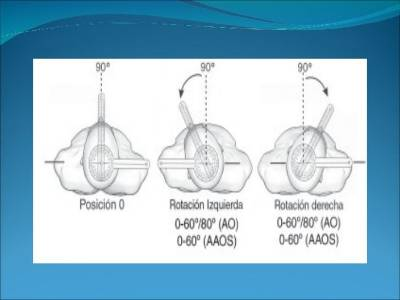 90º
90º
90º
Posición 0
Rotación Izquierda
0-60º/80º (AO)
0-60º (AAOS)
Rotación derecha
0-60º/80º (AO)
0-60º (AAOS)